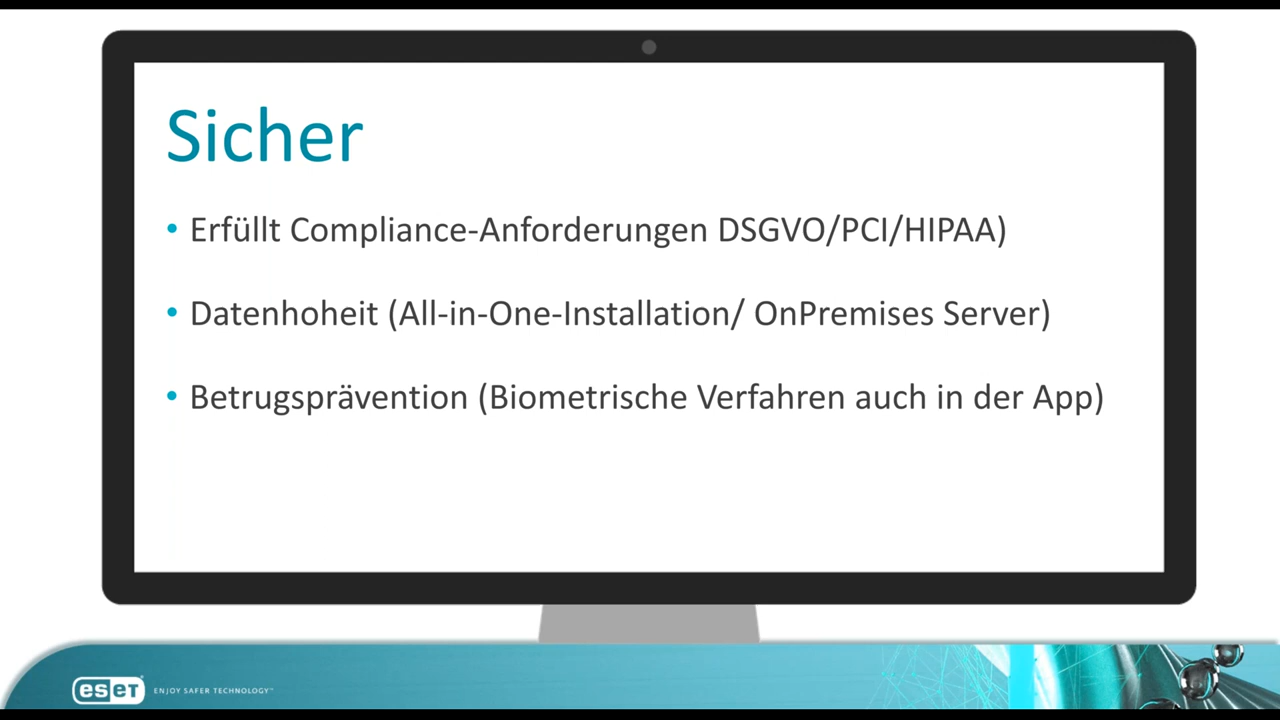 Sicher
• Erfüllt Compliance-Anforderungen DSGVO/PCI/HIPAA)
• Datenhoheit (All-in-One-Installation/ OnPremises Server)
• Betrugsprävention (Biometrische Verfahren auch in der App)
eset ENJOY SAFER TECHNOLOGY™